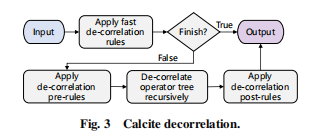 Input
Apply fast
de-correlation
rules
Finish?
True
Output
False
Apply
de-correlation
pre-rules
De-correlate
operator tree
recursively
Apply
de-correlation
post-rules
Fig. 3 Calcite decorrelation.